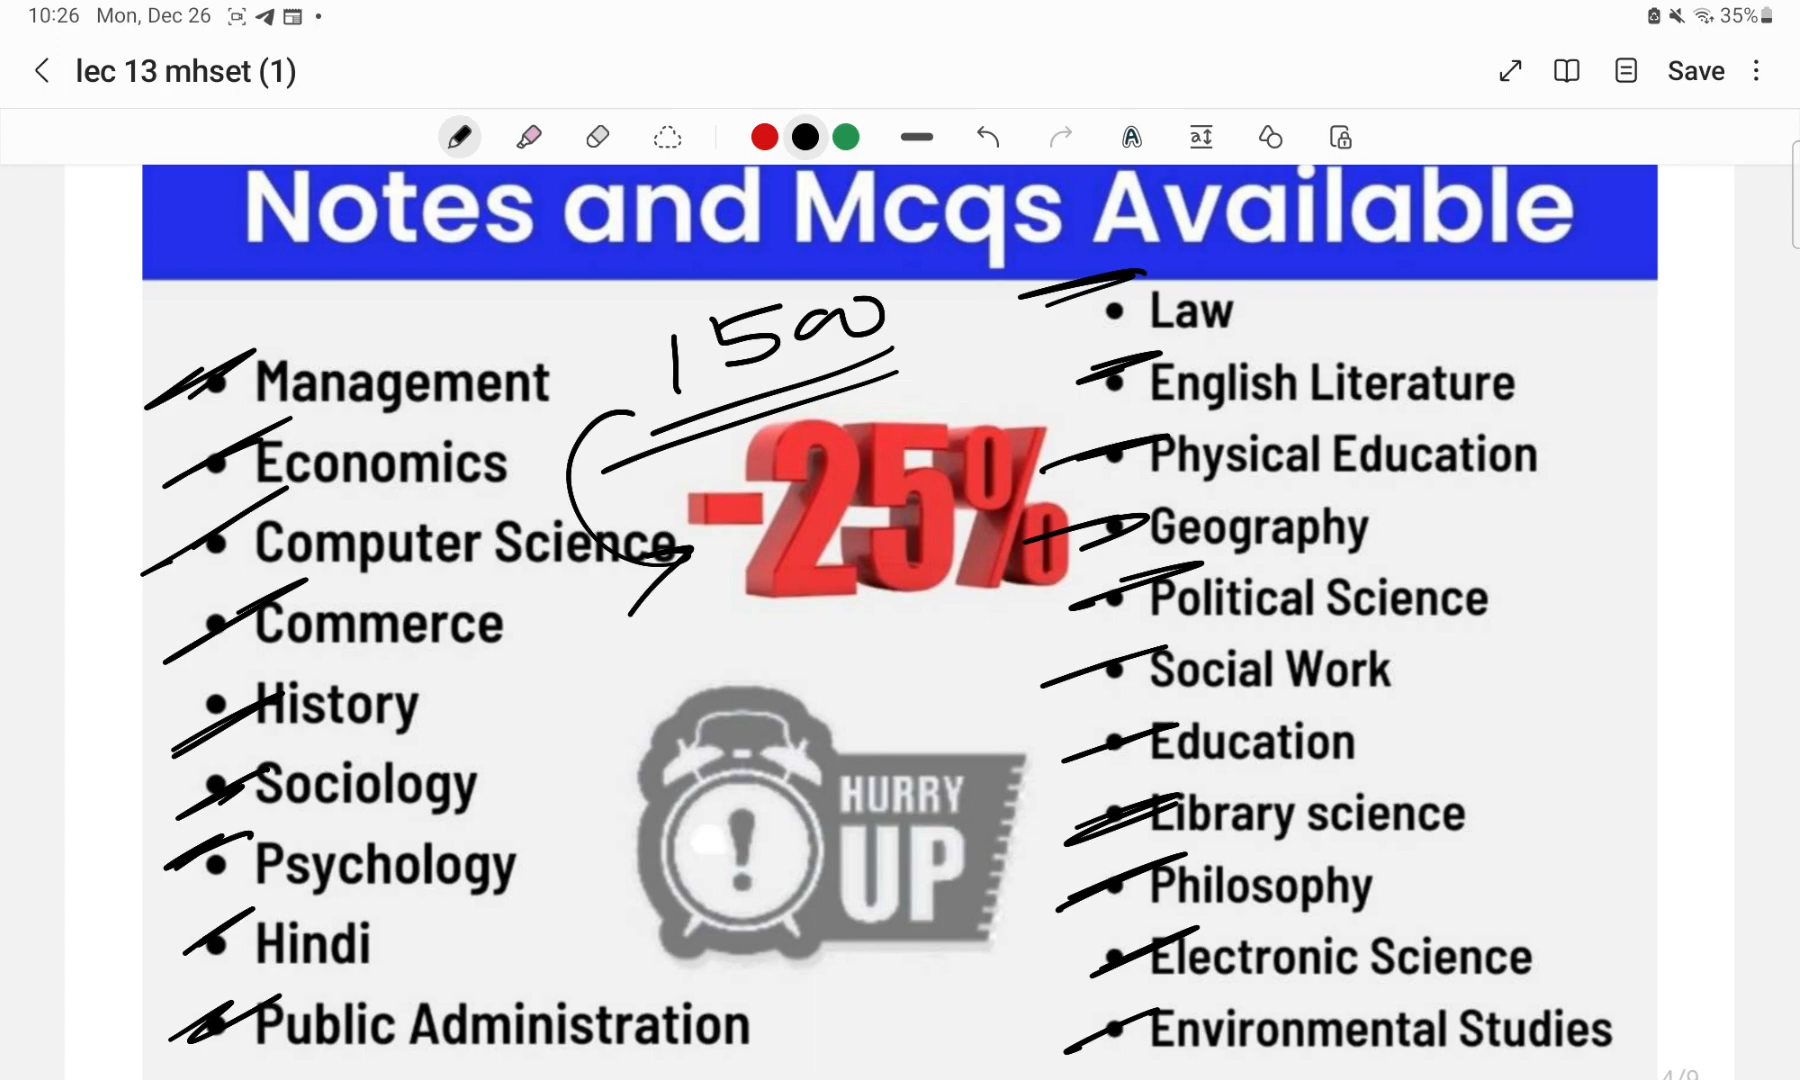 10:26 Mon, Dec 26
35%
lec 13 mhset (1)
Save
Notes and Mcqs Available
1500
-25%
Management
Economics
Computer Science
Commerce
History
Sociology
Psychology
Hindi
Public Administration
HURRY
UP
Law
English Literature
Physical Education
Geography
Political Science
Social Work
Education
Library science
Philosophy
Electronic Science
Environmental Studies
4/9